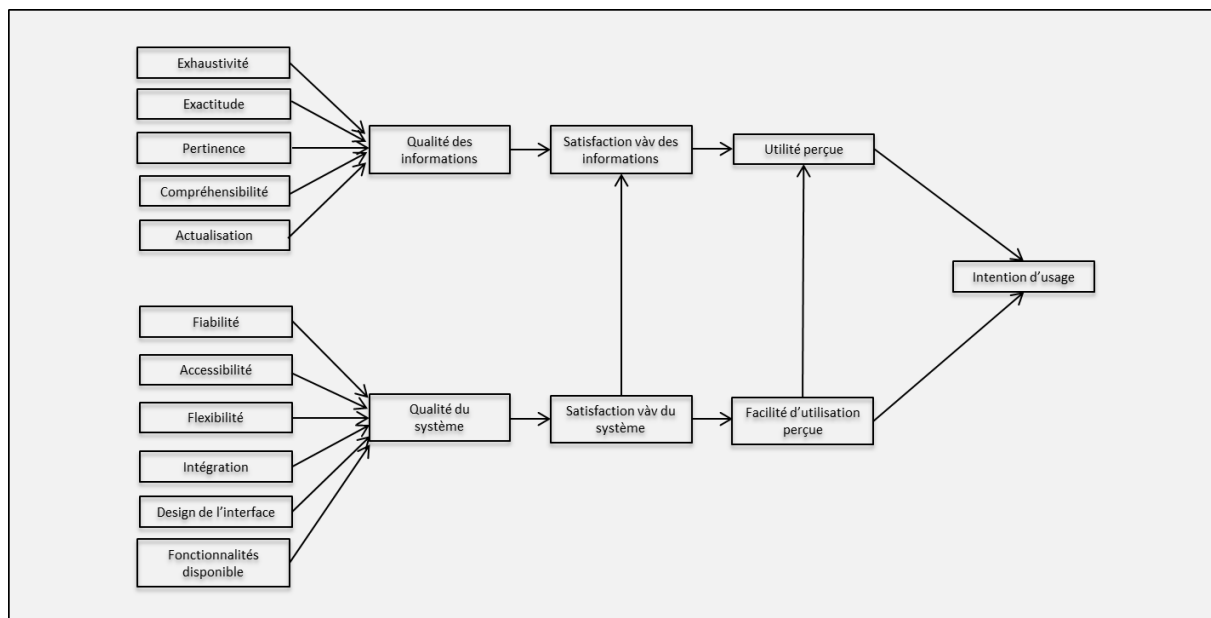 Exhaustivité
Exactitude
Pertinence
Compréhensibilité
Actualisation
Qualité des
informations
Satisfaction vàv des
informations
Utilité perçue
Intention d'usage
Fiabilité
Accessibilité
Flexibilité
Intégration
Design de l'interface
Fonctionnalités
disponible
Qualité du
système
Satisfaction vàv du
système
Facilité d'utilisation
perçue